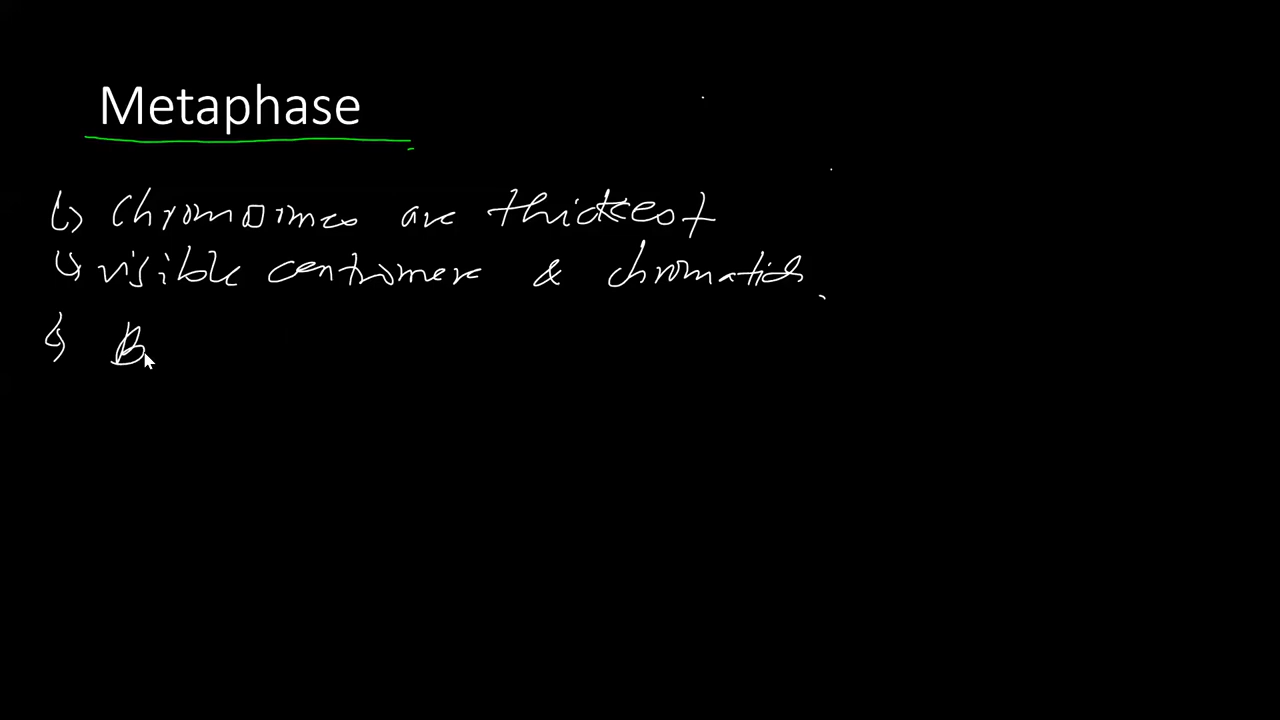 Metaphase
Chromosomes are thickest
visible centromere & chromatids.
B